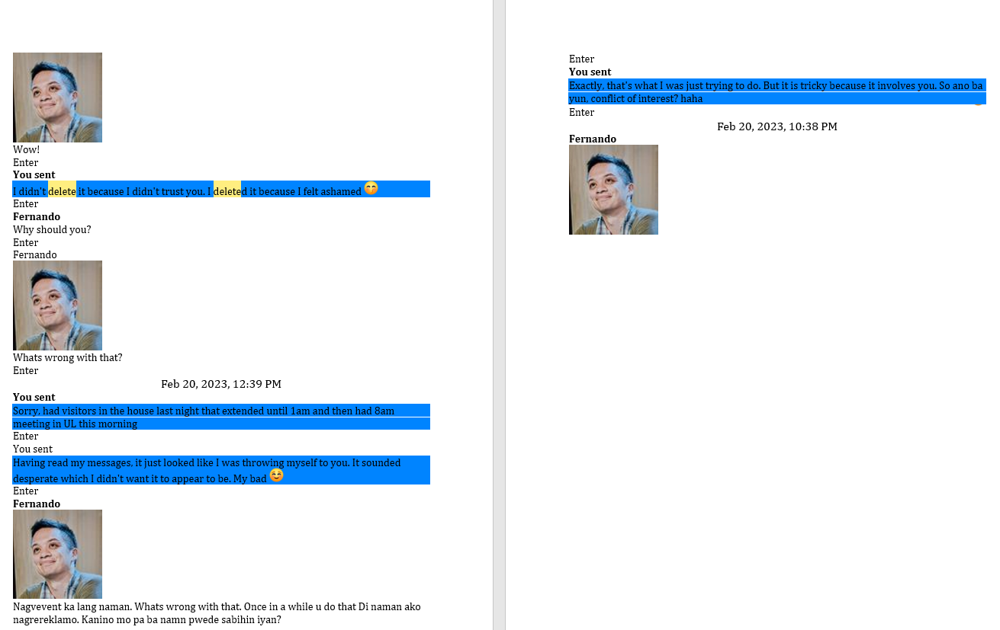 Wow!
Enter
You sent
I didn't delete it because I didn't trust you. I deleted it because I felt ashamed 😊
Enter
Fernando
Why should you?
Enter
Fernando
Whats wrong with that?
Enter
Feb 20, 2023, 12:39 PM
You sent
Sorry, had visitors in the house last night that extended until 1am and then had 8am
meeting in UL this morning
Enter
You sent
Having read my messages, it just looked like I was throwing myself to you. It sounded
desperate which I didn't want it to appear to be. My bad ☺️
Enter
Fernando
Nagvevent ka lang naman. Whats wrong with that. Once in a while u do that Di naman ako
nagrereklamo. Kanino mo pa ba namn pwede sabihin iyan?
Enter
You sent
Exactly, that's what I was just trying to do. But it is tricky because it involves you. So ano ba
yun, conflict of interest? haha
Enter
Feb 20, 2023, 10:38 PM
Fernando